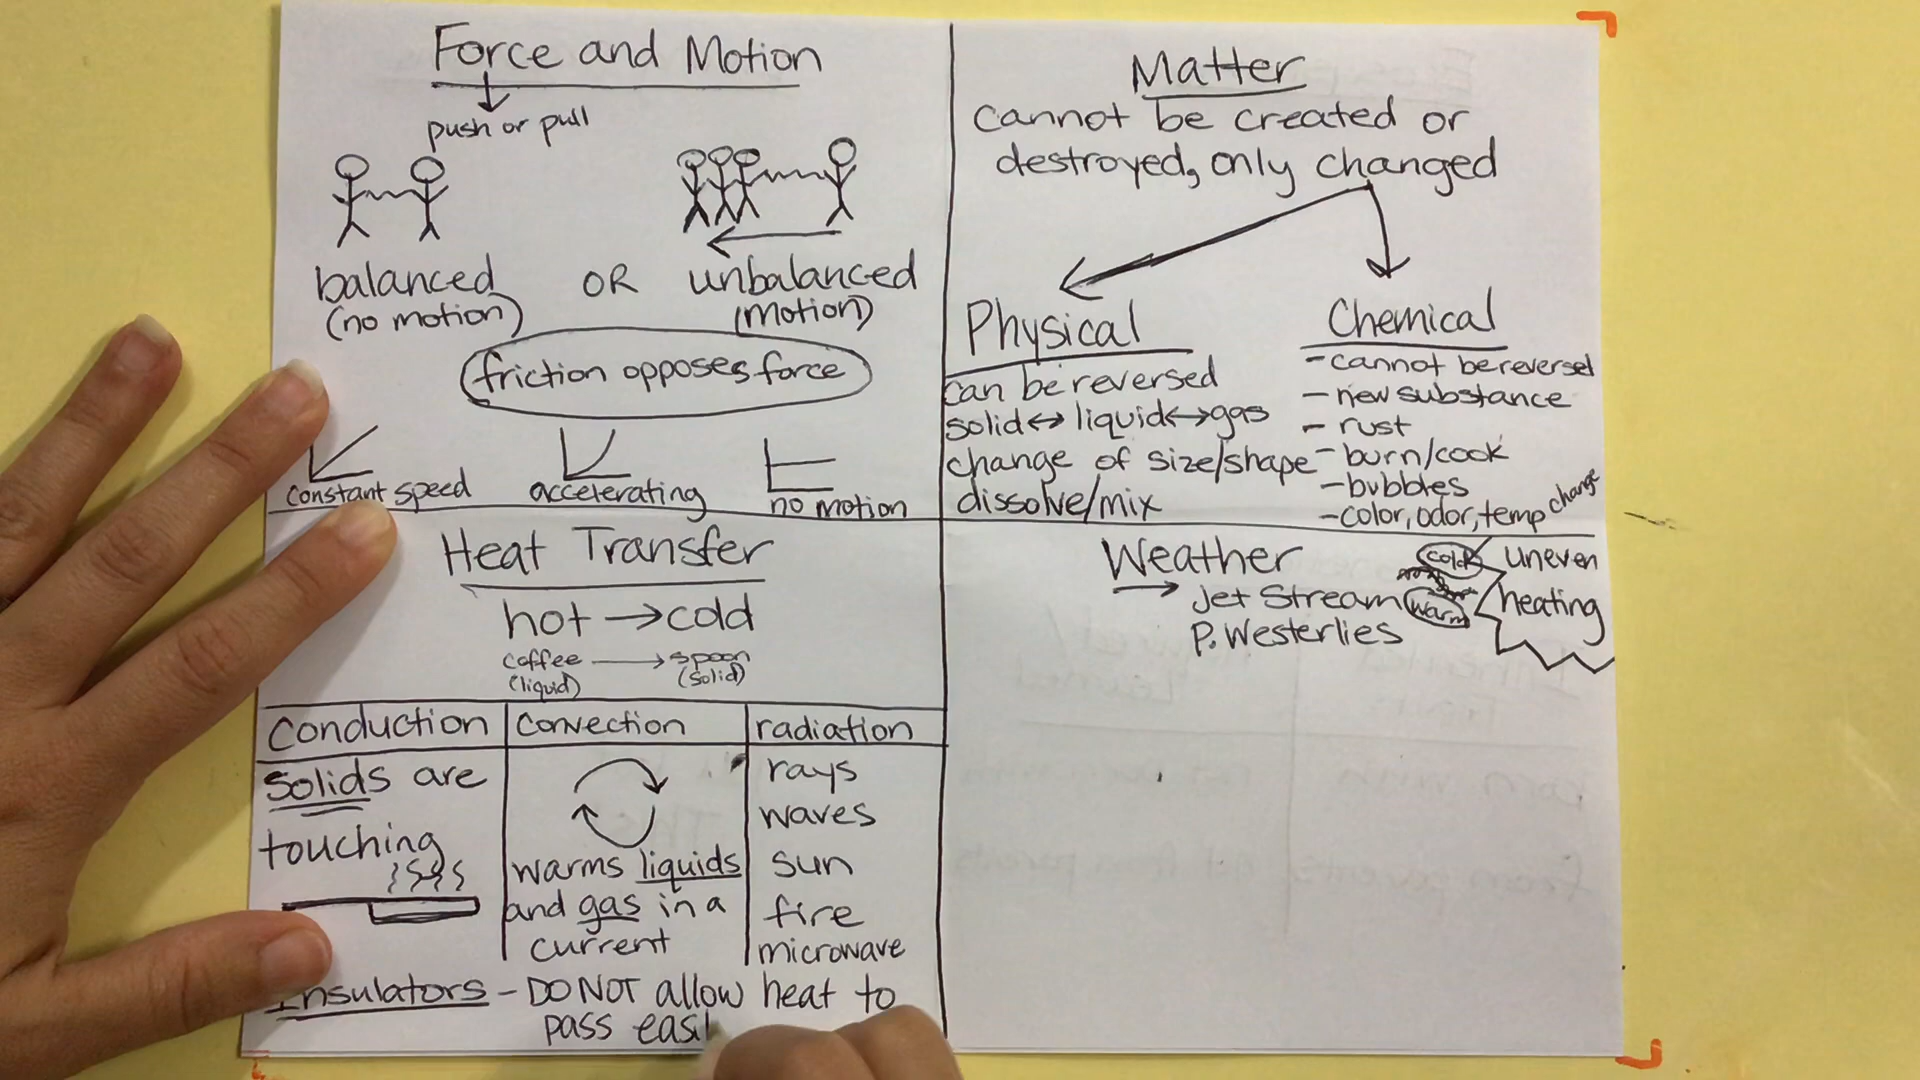 Force and Motion
push or pull
balanced OR unbalanced
(no motion) (motion)
friction opposes force
constant speed accelerating no motion
Matter
cannot be created or
destroyed, only changed
Physical
can be reversed
solid ↔ liquid ↔ gas
change of size/shape
dissolve/mix
Chemical
- cannot be reversed
- new substance
- rust
- burn/cook
- bubbles
- color, odor, temp change
Heat Transfer
hot → cold
coffee → spoon
(liquid) (solid)
conduction
solids are
touching
convection
warms liquids
and gas in a
current
radiation
rays
waves
sun
fire
microwave
Insulators - DO NOT allow heat to
pass easi
Weather
→ Jet Stream
P. Westerlies
cold
warm
uneven
heating